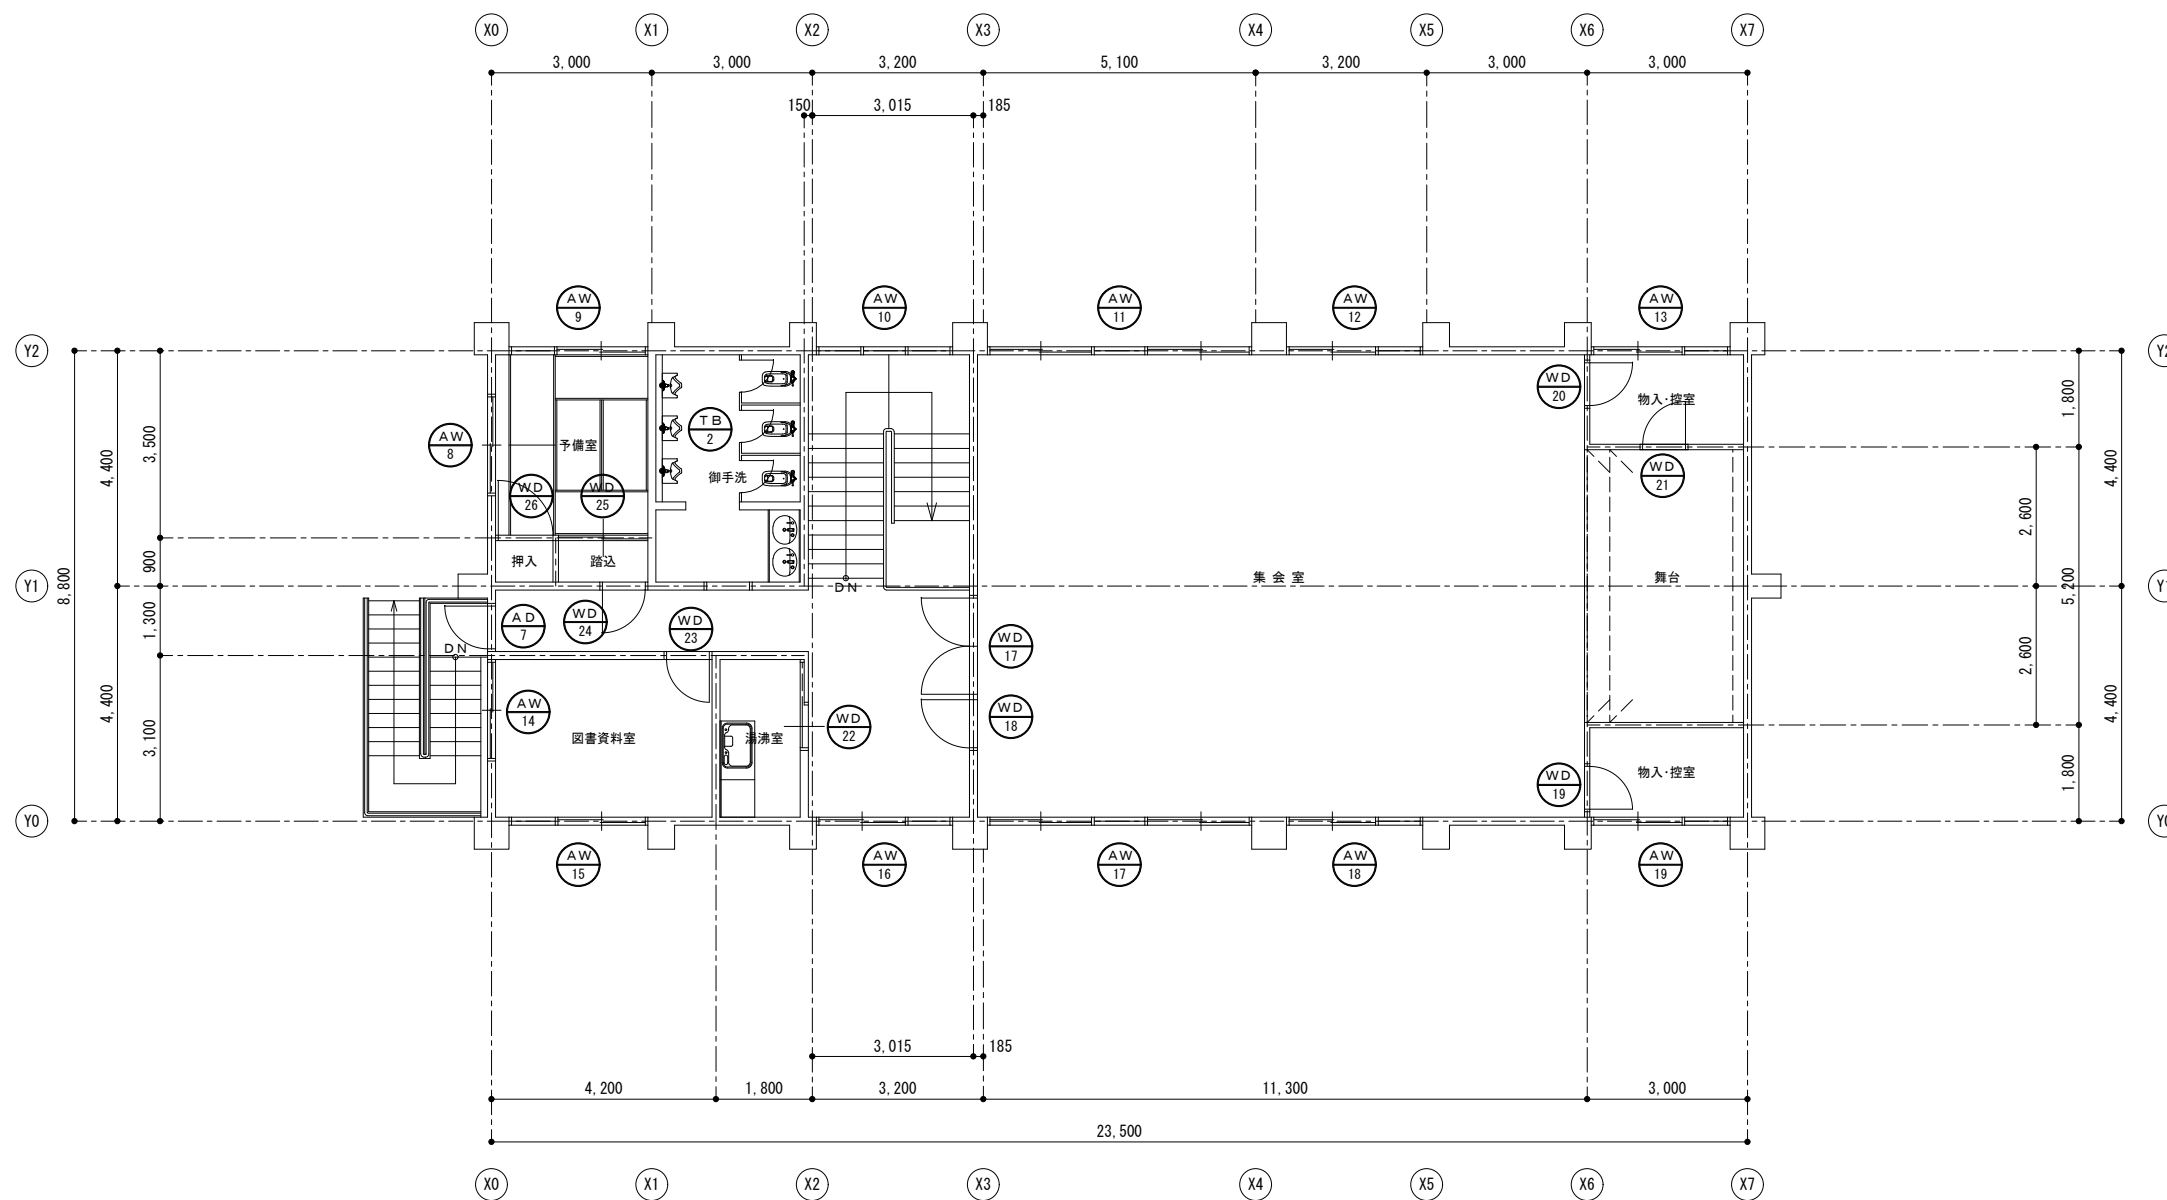 X0 X1 X2 X3 X4 X5 X6 X7
3,000 3,000 3,200 5,100 3,200 3,000 3,000
150 3,015 185
AW 9
AW 10
AW 11
AW 12
AW 13
Y2
Y2
WD 20
物入・控室
1,800
3,500
4,400
AW 8
予備室
TB 2
御手洗
WD 26
WD 25
WD 21
2,600
4,400
900
押入
踏込
8,800
Y1
DN
集会室
舞台
5,200
Y1
1,300
AD 7
WD 24
WD 23
DN
WD 17
2,600
4,400
3,100
AW 14
WD 18
図書資料室
湯沸室
WD 22
4,400
WD 19
物入・控室
1,800
Y0
Y0
AW 15
AW 16
AW 17
AW 18
AW 19
3,015 185
4,200 1,800 3,200 11,300 3,000
23,500
X0 X1 X2 X3 X4 X5 X6 X7